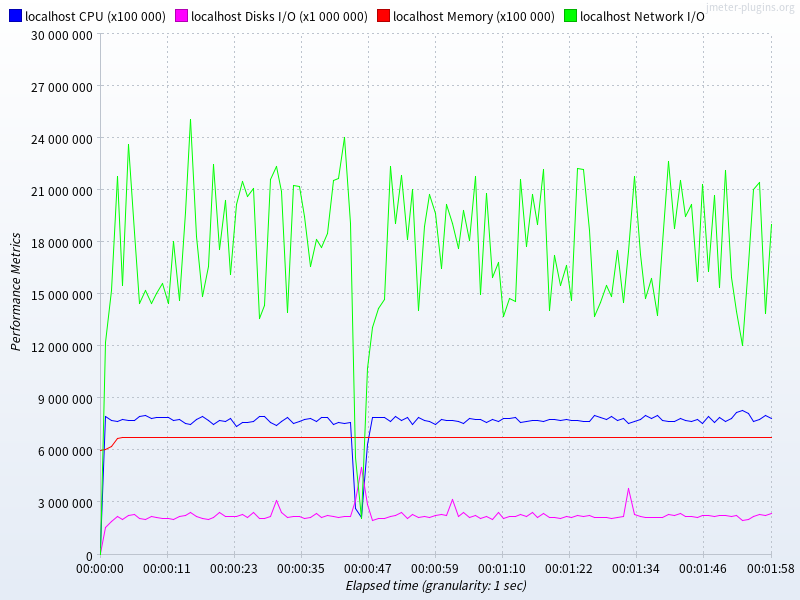 jmeter-plugins.org
localhost CPU (x100 000) localhost Disks I/O (x1 000 000) localhost Memory (x100 000) localhost Network I/O
30 000 000
27 000 000
24 000 000
21 000 000
18 000 000
15 000 000
12 000 000
9 000 000
6 000 000
3 000 000
0
Performance Metrics
00:00:00 00:00:11 00:00:23 00:00:35 00:00:47 00:00:59 00:01:10 00:01:22 00:01:34 00:01:46 00:01:58
Elapsed time (granularity: 1 sec)